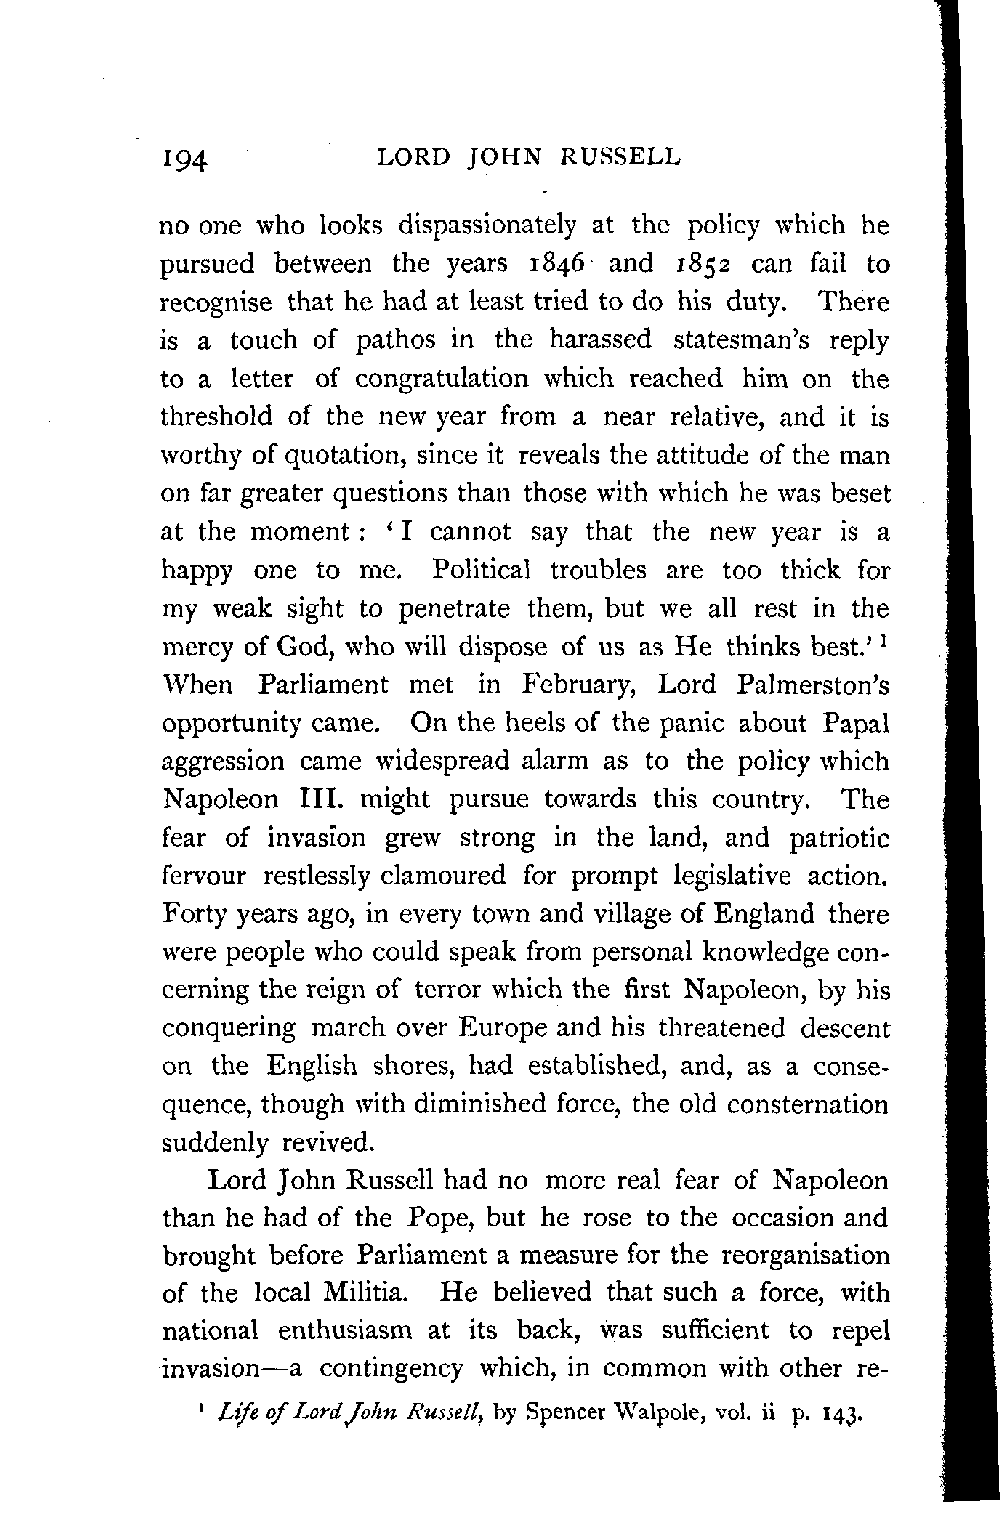 194 LORD JOHN RUSSELL
no one who looks dispassionately at the policy which he
pursued between the years 1846 and 1852 can fail to
recognise that he had at least tried to do his duty. There
is a touch of pathos in the harassed statesman's reply
to a letter of congratulation which reached him on the
threshold of the new year from a near relative, and it is
worthy of quotation, since it reveals the attitude of the man
on far greater questions than those with which he was beset
at the moment : ‘ I cannot say that the new year is a
happy one to me. Political troubles are too thick for
my weak sight to penetrate them, but we all rest in the
mercy of God, who will dispose of us as He thinks best.’ ¹
When Parliament met in February, Lord Palmerston's
opportunity came. On the heels of the panic about Papal
aggression came widespread alarm as to the policy which
Napoleon III. might pursue towards this country. The
fear of invasion grew strong in the land, and patriotic
fervour restlessly clamoured for prompt legislative action.
Forty years ago, in every town and village of England there
were people who could speak from personal knowledge con-
cerning the reign of terror which the first Napoleon, by his
conquering march over Europe and his threatened descent
on the English shores, had established, and, as a conse-
quence, though with diminished force, the old consternation
suddenly revived.
Lord John Russell had no more real fear of Napoleon
than he had of the Pope, but he rose to the occasion and
brought before Parliament a measure for the reorganisation
of the local Militia. He believed that such a force, with
national enthusiasm at its back, was sufficient to repel
invasion—a contingency which, in common with other re-
¹ Life of Lord John Russell, by Spencer Walpole, vol. ii p. 143.